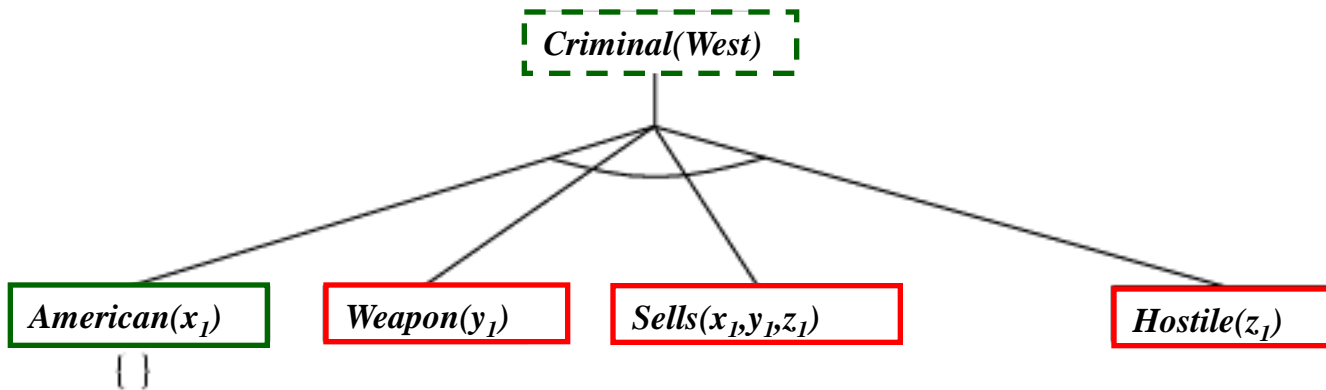 Criminal(West)
American(x₁) Weapon(y₁) Sells(x₁,y₁,z₁) Hostile(z₁)
{ }